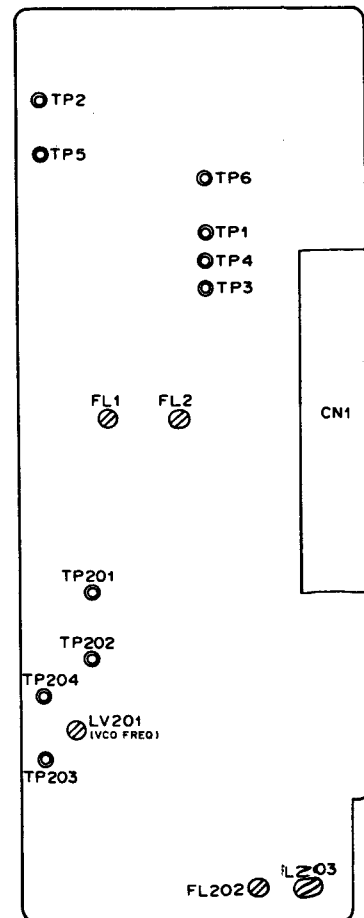 TP2
TP5
TP6
TP1
TP4
TP3
FL1
FL2
CN1
TP201
TP202
TP204
LV201
(VCO FREQ)
TP203
FL202